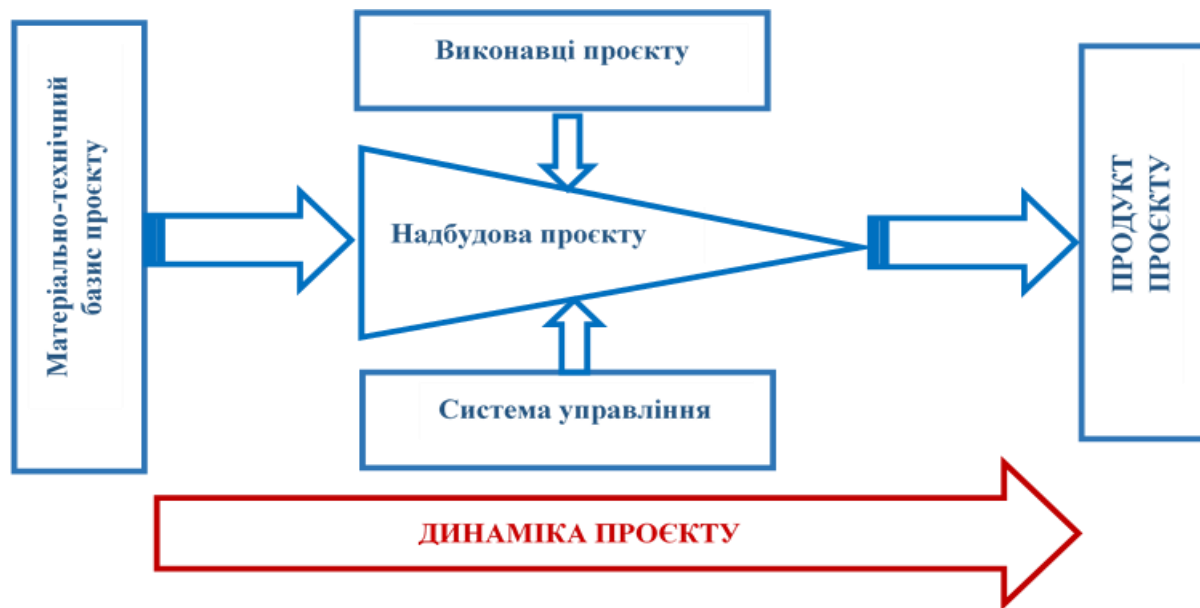 Матеріально-технічний
базис проєкту
Виконавці проєкту
Надбудова проєкту
Система управління
ПРОДУКТ
ПРОЄКТУ
ДИНАМІКА ПРОЄКТУ